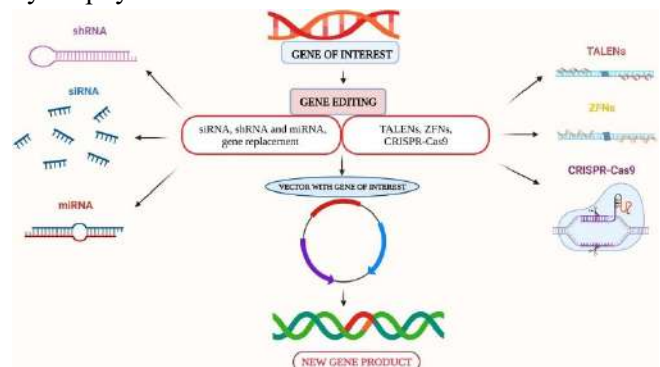 shRNA
GENE OF INTEREST
TALENs
GENE EDITING
siRNA
siRNA, shRNA and miRNA,
gene replacement
TALENs, ZFNs,
CRISPR-Cas9
ZFNs
VECTOR WITH GENE OF INTEREST
CRISPR-Cas9
miRNA
NEW GENE PRODUCT